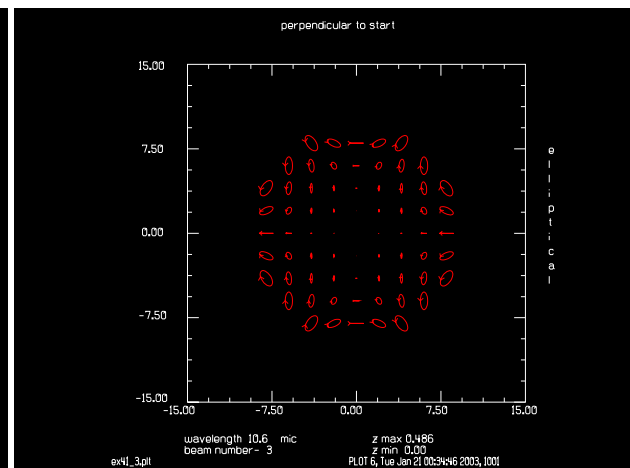 perpendicular to start
15.00
7.50
0.00
-7.50
-15.00
-15.00 -7.50 0.00 7.50 15.00
elliptical
wavelength 10.6 mic z max 0.486
beam number- 3 z min 0.00
ex41_3.plt PLOT 6, Tue Jan 21 00:34:46 2003, 1001